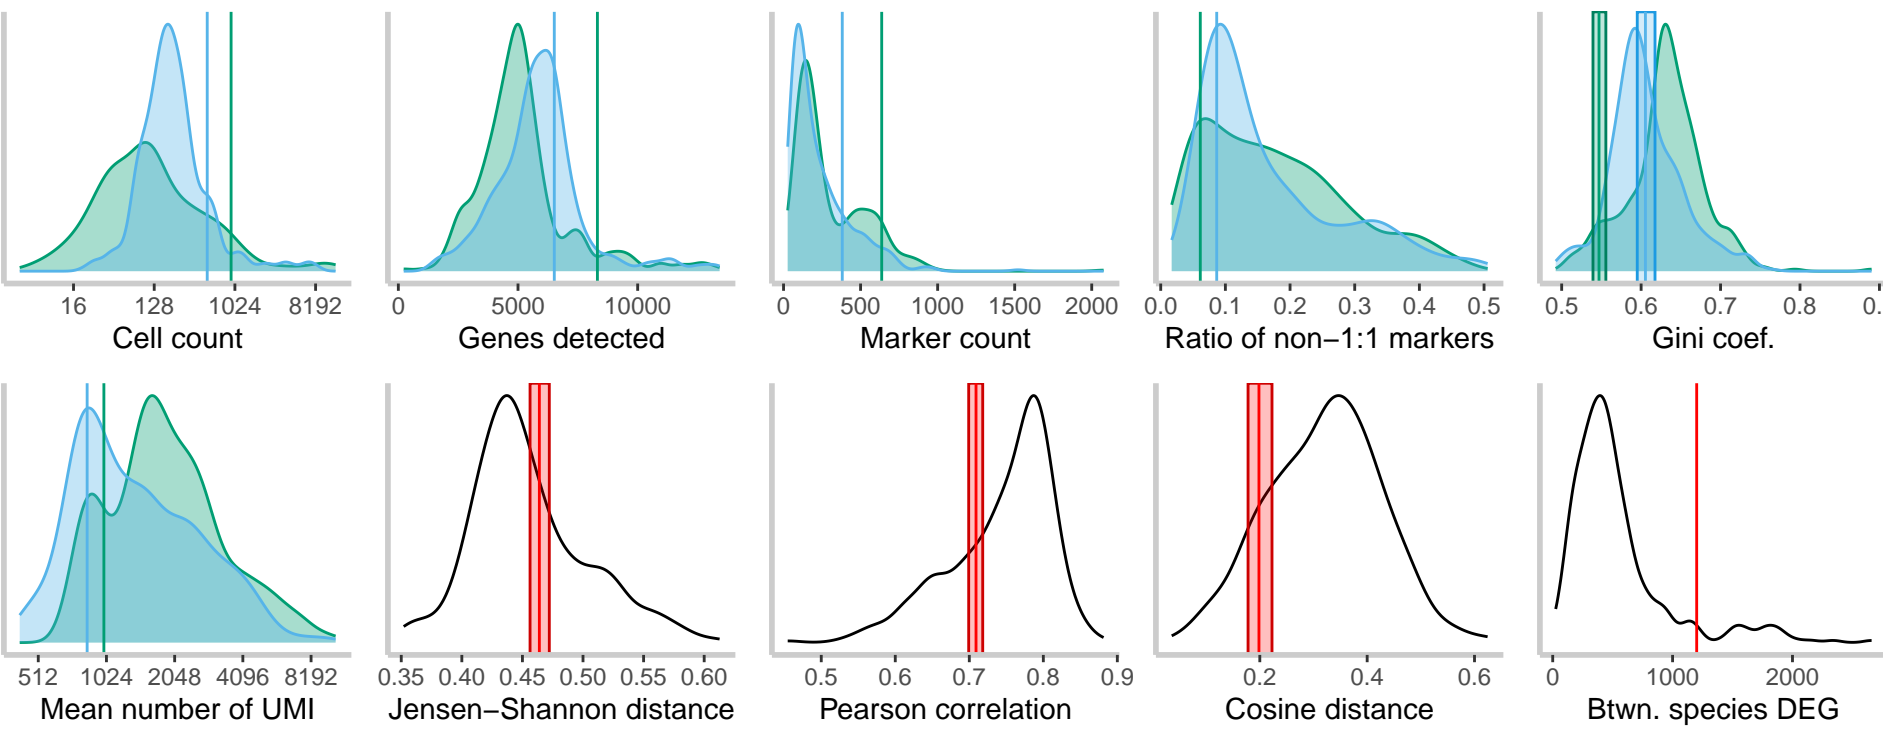 16 128 1024 8192
Cell count
0 5000 10000
Genes detected
0 500 1000 1500 2000
Marker count
0.0 0.1 0.2 0.3 0.4 0.5
Ratio of non−1:1 markers
0.5 0.6 0.7 0.8 0.
Gini coef.
512 1024 2048 4096 8192
Mean number of UMI
0.35 0.40 0.45 0.50 0.55 0.60
Jensen−Shannon distance
0.5 0.6 0.7 0.8 0.9
Pearson correlation
0.2 0.4 0.6
Cosine distance
0 1000 2000
Btwn. species DEG